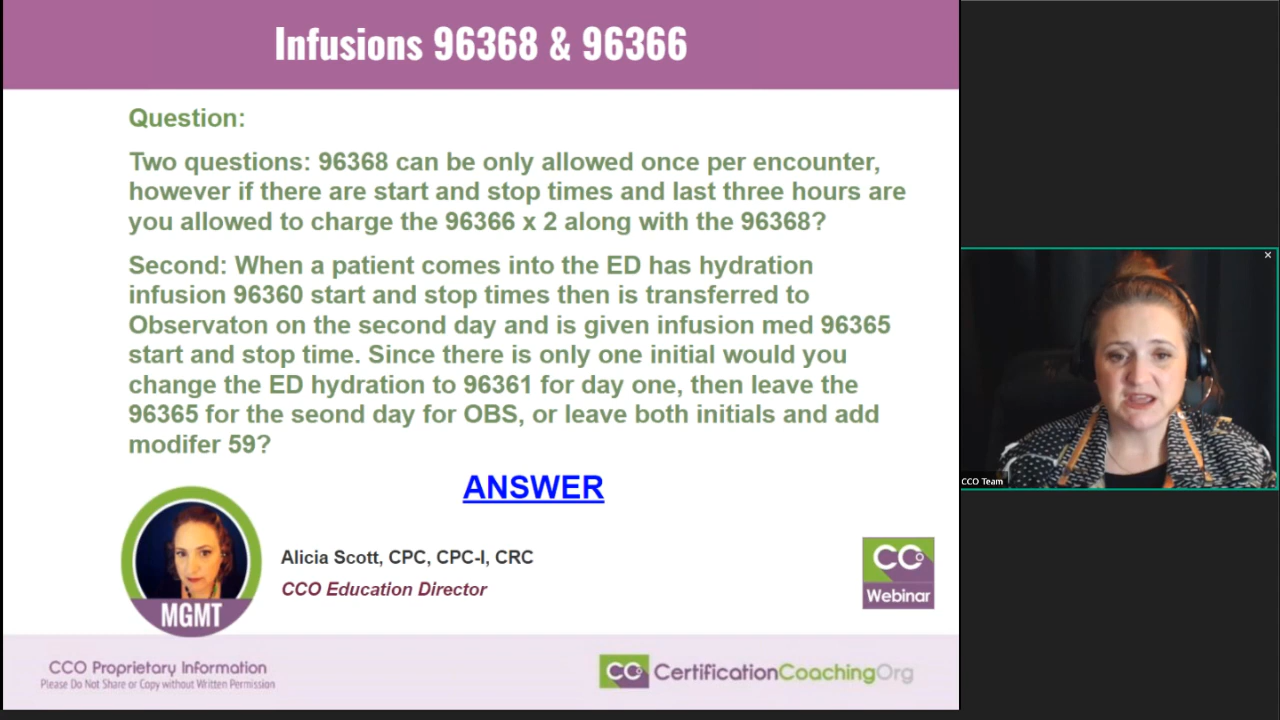 Infusions 96368 & 96366
Question:
Two questions: 96368 can be only allowed once per encounter,
however if there are start and stop times and last three hours are
you allowed to charge the 96366 x 2 along with the 96368?
Second: When a patient comes into the ED has hydration
infusion 96360 start and stop times then is transferred to
Observaton on the second day and is given infusion med 96365
start and stop time. Since there is only one initial would you
change the ED hydration to 96361 for day one, then leave the
96365 for the seond day for OBS, or leave both initials and add
modifer 59?
ANSWER
Alicia Scott, CPC, CPC-I, CRC
CCO Education Director
MGMT
CCO
Webinar
CCO Proprietary Information
Please Do Not Share or Copy without Written Permission
CCO CertificationCoachingOrg
CCO Team